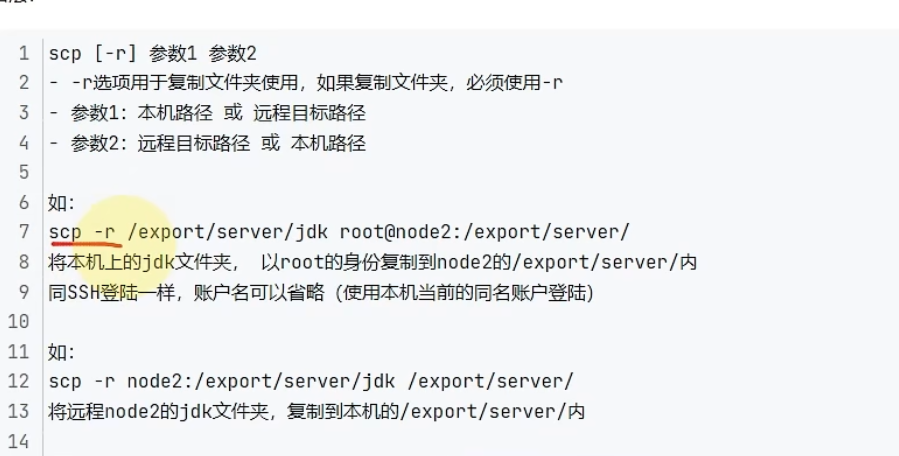 1 scp [-r] 参数1 参数2
2 - -r选项用于复制文件夹使用，如果复制文件夹，必须使用-r
3 - 参数1：本机路径 或 远程目标路径
4 - 参数2：远程目标路径 或 本机路径
5
6 如：
7 scp -r /export/server/jdk root@node2:/export/server/
8 将本机上的jdk文件夹， 以root的身份复制到node2的/export/server/内
9 同SSH登陆一样，账户名可以省略（使用本机当前的同名账户登陆）
10
11 如：
12 scp -r node2:/export/server/jdk /export/server/
13 将远程node2的jdk文件夹，复制到本机的/export/server/内
14